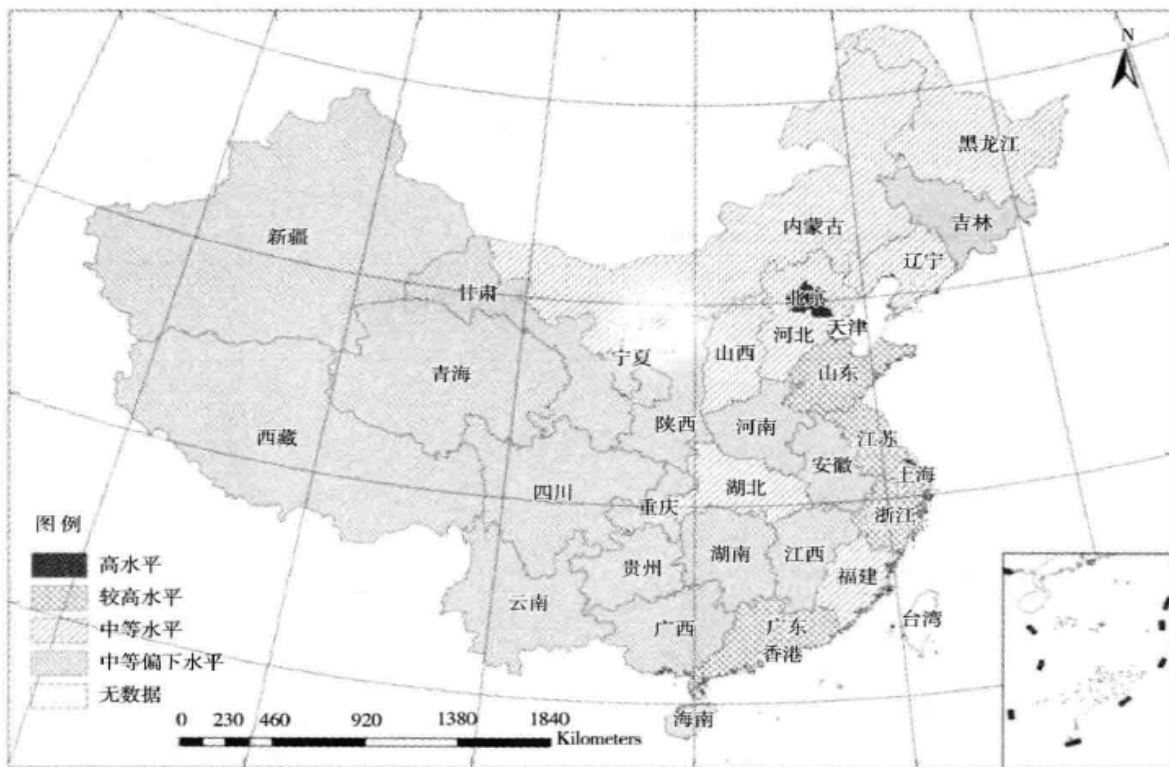 N
黑龙江
吉林
内蒙古
辽宁
新疆
甘肃
北京
天津
河北
山西
宁夏
山东
青海
陕西
河南
江苏
西藏
安徽
上海
四川
湖北
重庆
浙江
湖南
江西
贵州
福建
云南
广西
广东
台湾
香港
海南
图例
高水平
较高水平
中等水平
中等偏下水平
无数据
0 230 460 920 1380 1840
Kilometers